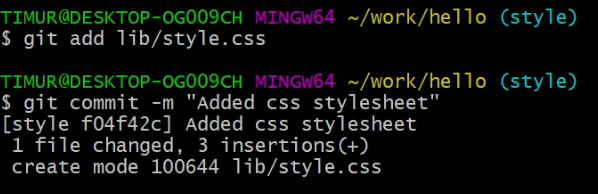 TIMUR@DESKTOP-OG009CH MINGW64 ~/work/hello (style)
$ git add lib/style.css
TIMUR@DESKTOP-OG009CH MINGW64 ~/work/hello (style)
$ git commit -m "Added css stylesheet"
[style f04f42c] Added css stylesheet
 1 file changed, 3 insertions(+)
 create mode 100644 lib/style.css